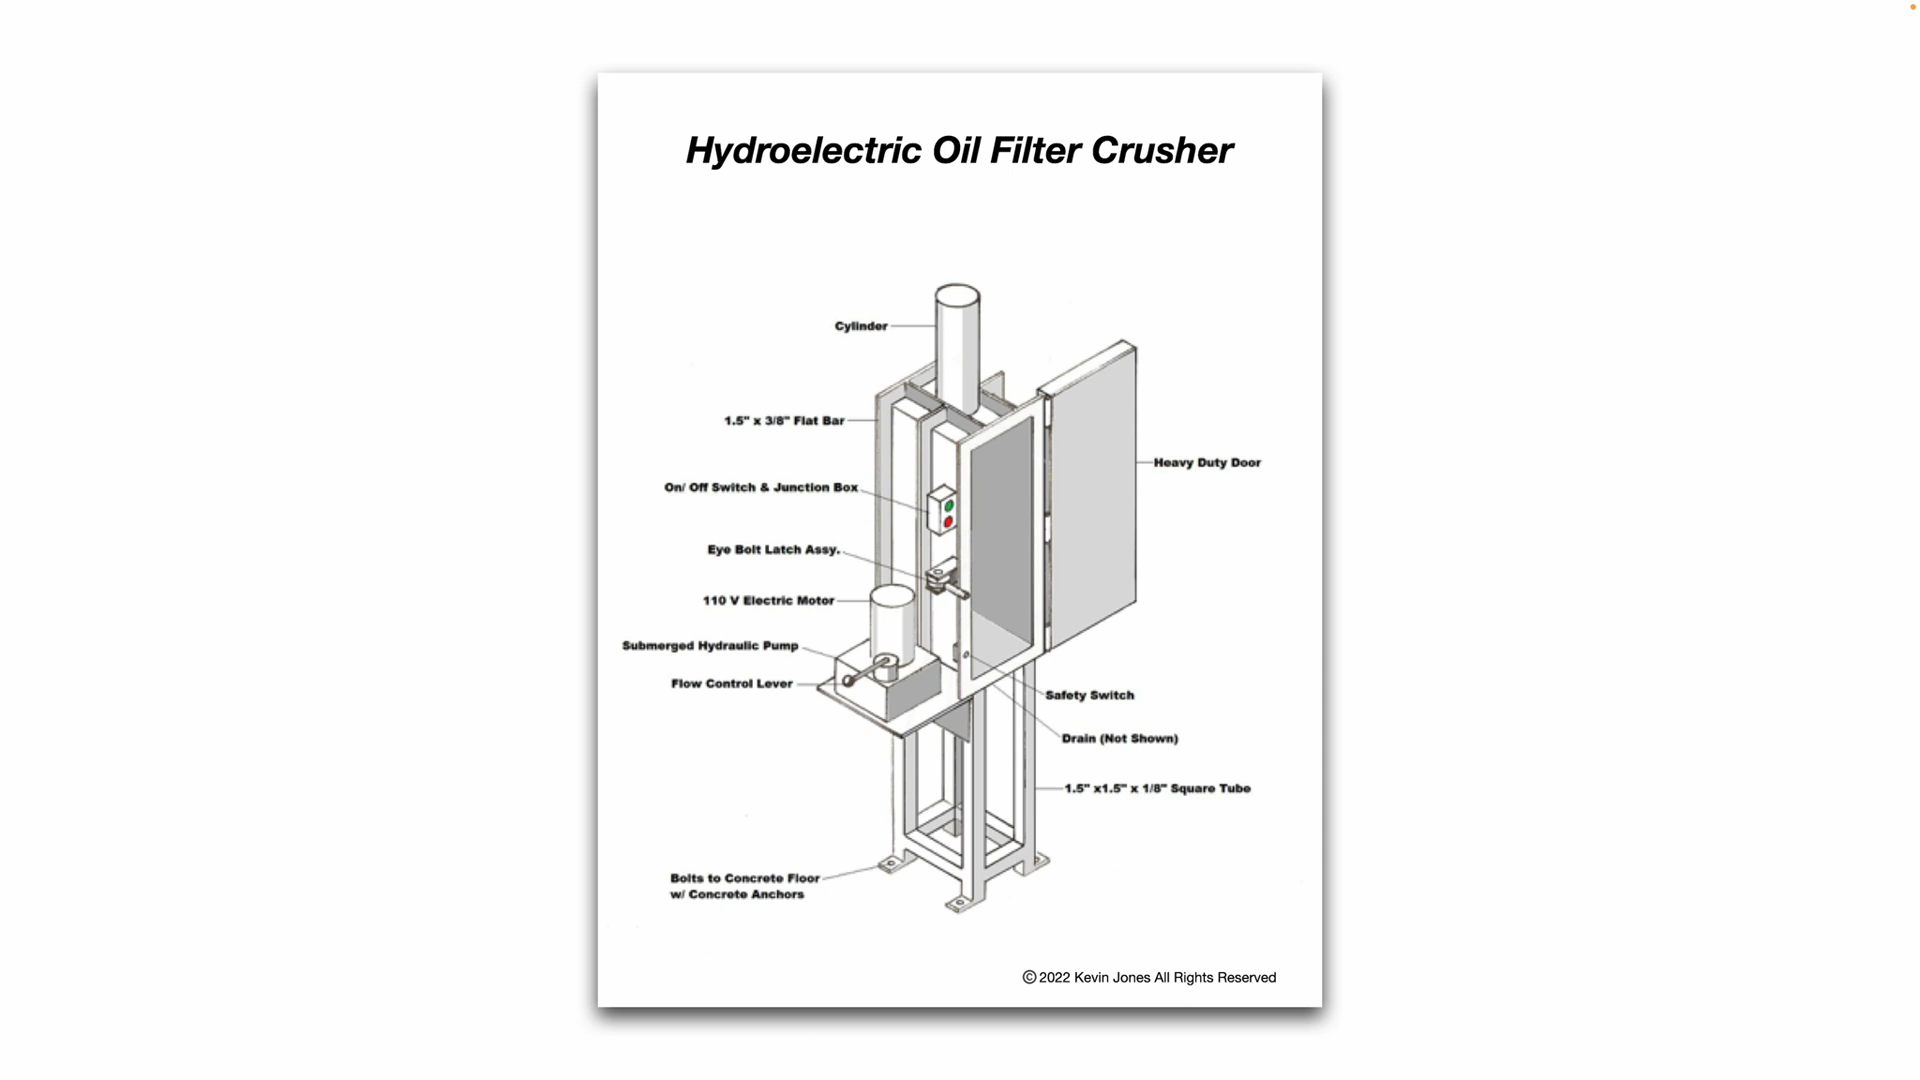 Hydroelectric Oil Filter Crusher
Cylinder
1.5" x 3/8" Flat Bar
Heavy Duty Door
On/ Off Switch & Junction Box
Eye Bolt Latch Assy.
110 V Electric Motor
Submerged Hydraulic Pump
Flow Control Lever
Safety Switch
Drain (Not Shown)
1.5" x1.5" x 1/8" Square Tube
Bolts to Concrete Floor
w/ Concrete Anchors
© 2022 Kevin Jones All Rights Reserved